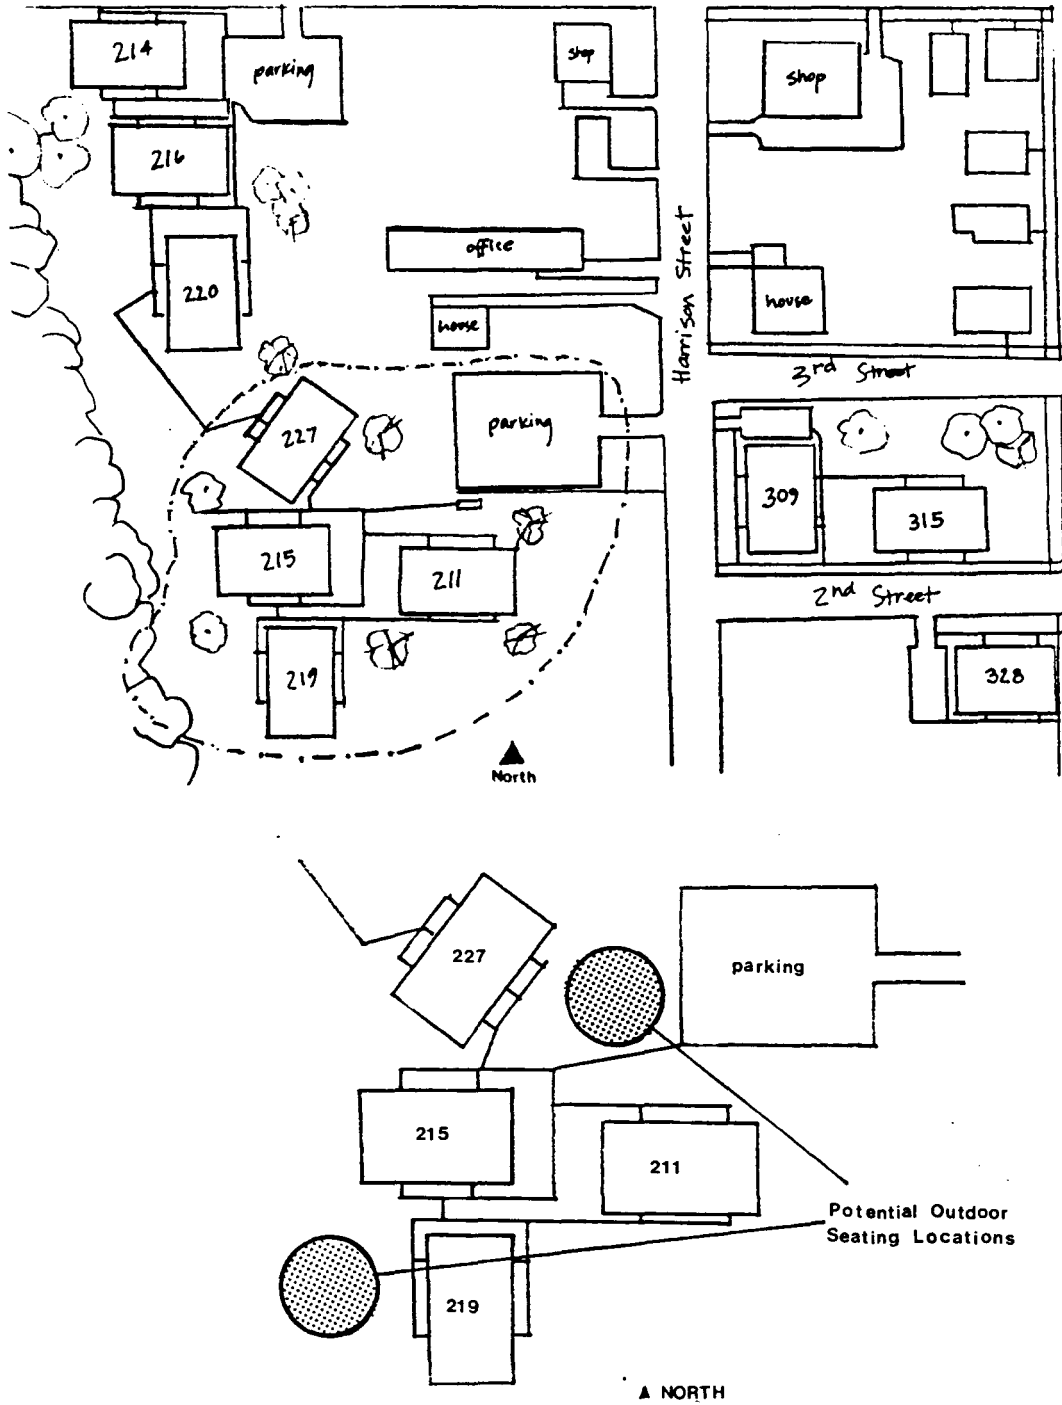 214
parking
shop
shop
216
office
Harrison Street
220
house
house
3rd Street
227
parking
309
315
215
211
2nd Street
219
328
North
227
parking
215
211
Potential Outdoor
Seating Locations
219
NORTH